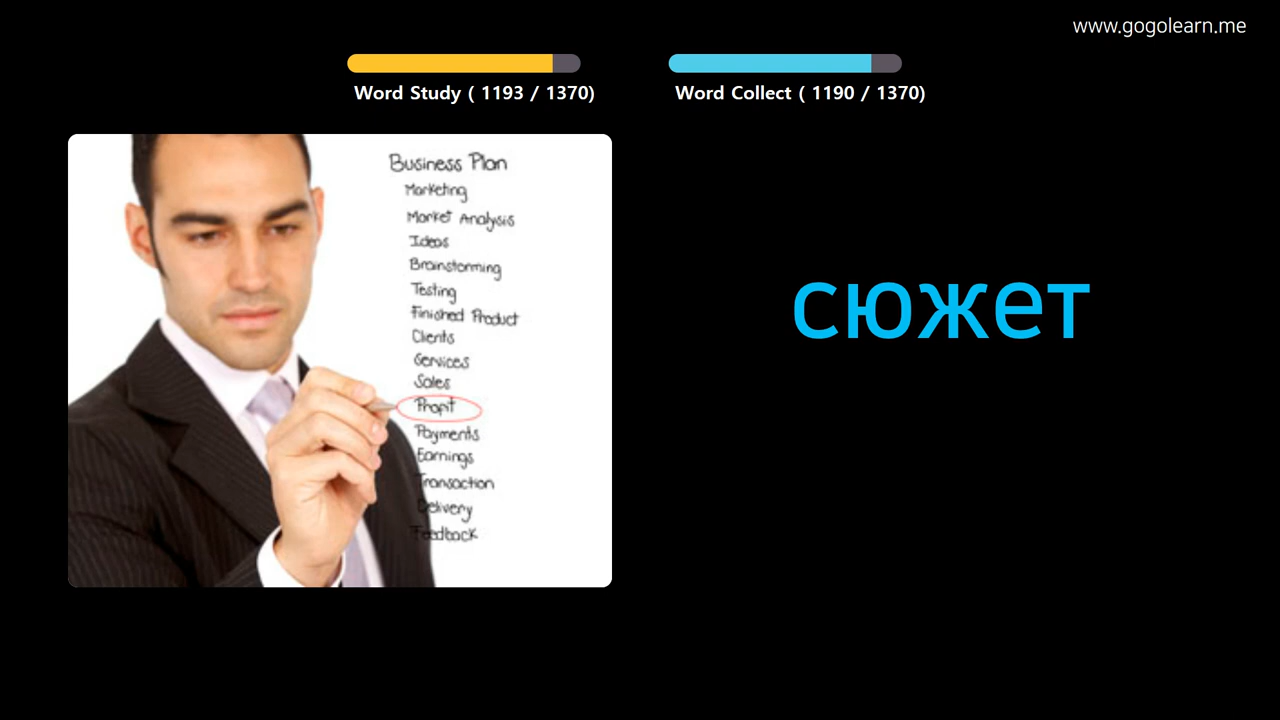 www.gogolearn.me
Word Study ( 1193 / 1370)
Word Collect ( 1190 / 1370)
Business Plan
Marketing
Market Analysis
Ideas
Brainstorming
Testing
Finished Product
Clients
Services
Sales
Profit
Payments
Earnings
Transaction
Delivery
Feedback
сюжет